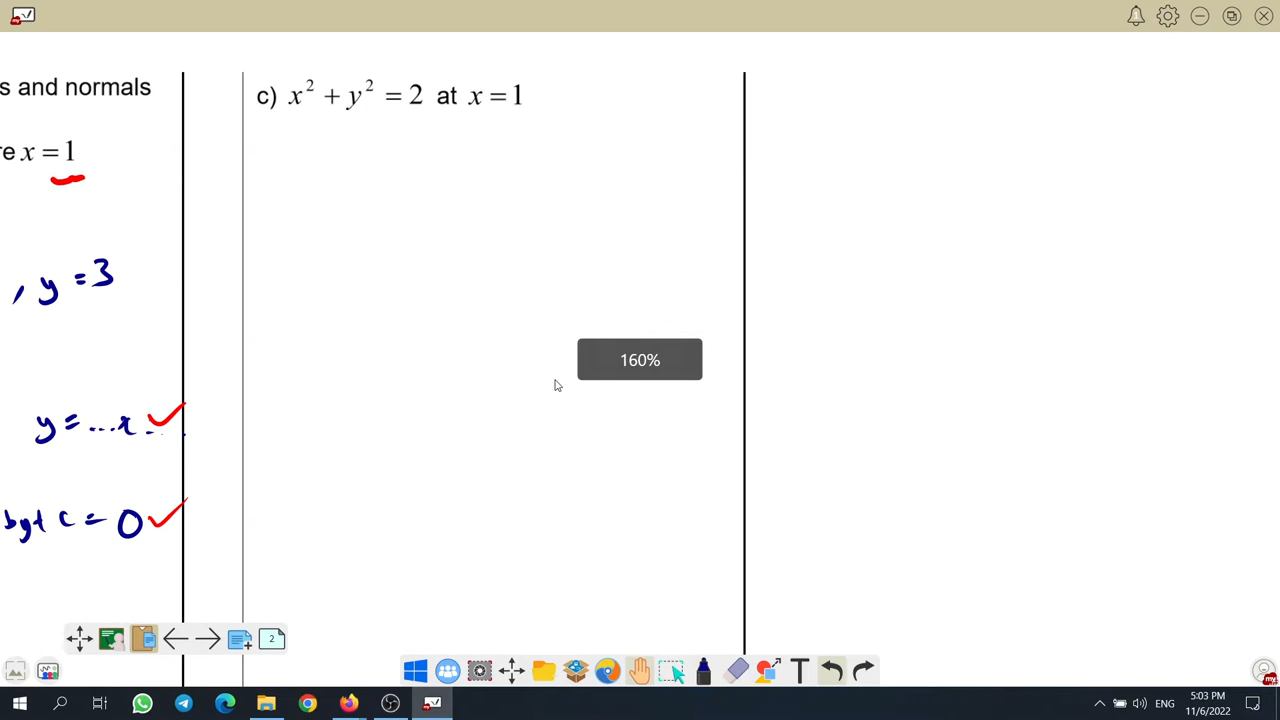 s and normals
re x = 1
, y = 3
y = ...x ...
by+ c = 0
c) x² + y² = 2 at x = 1
160%
2
ENG
5:03 PM
11/6/2022